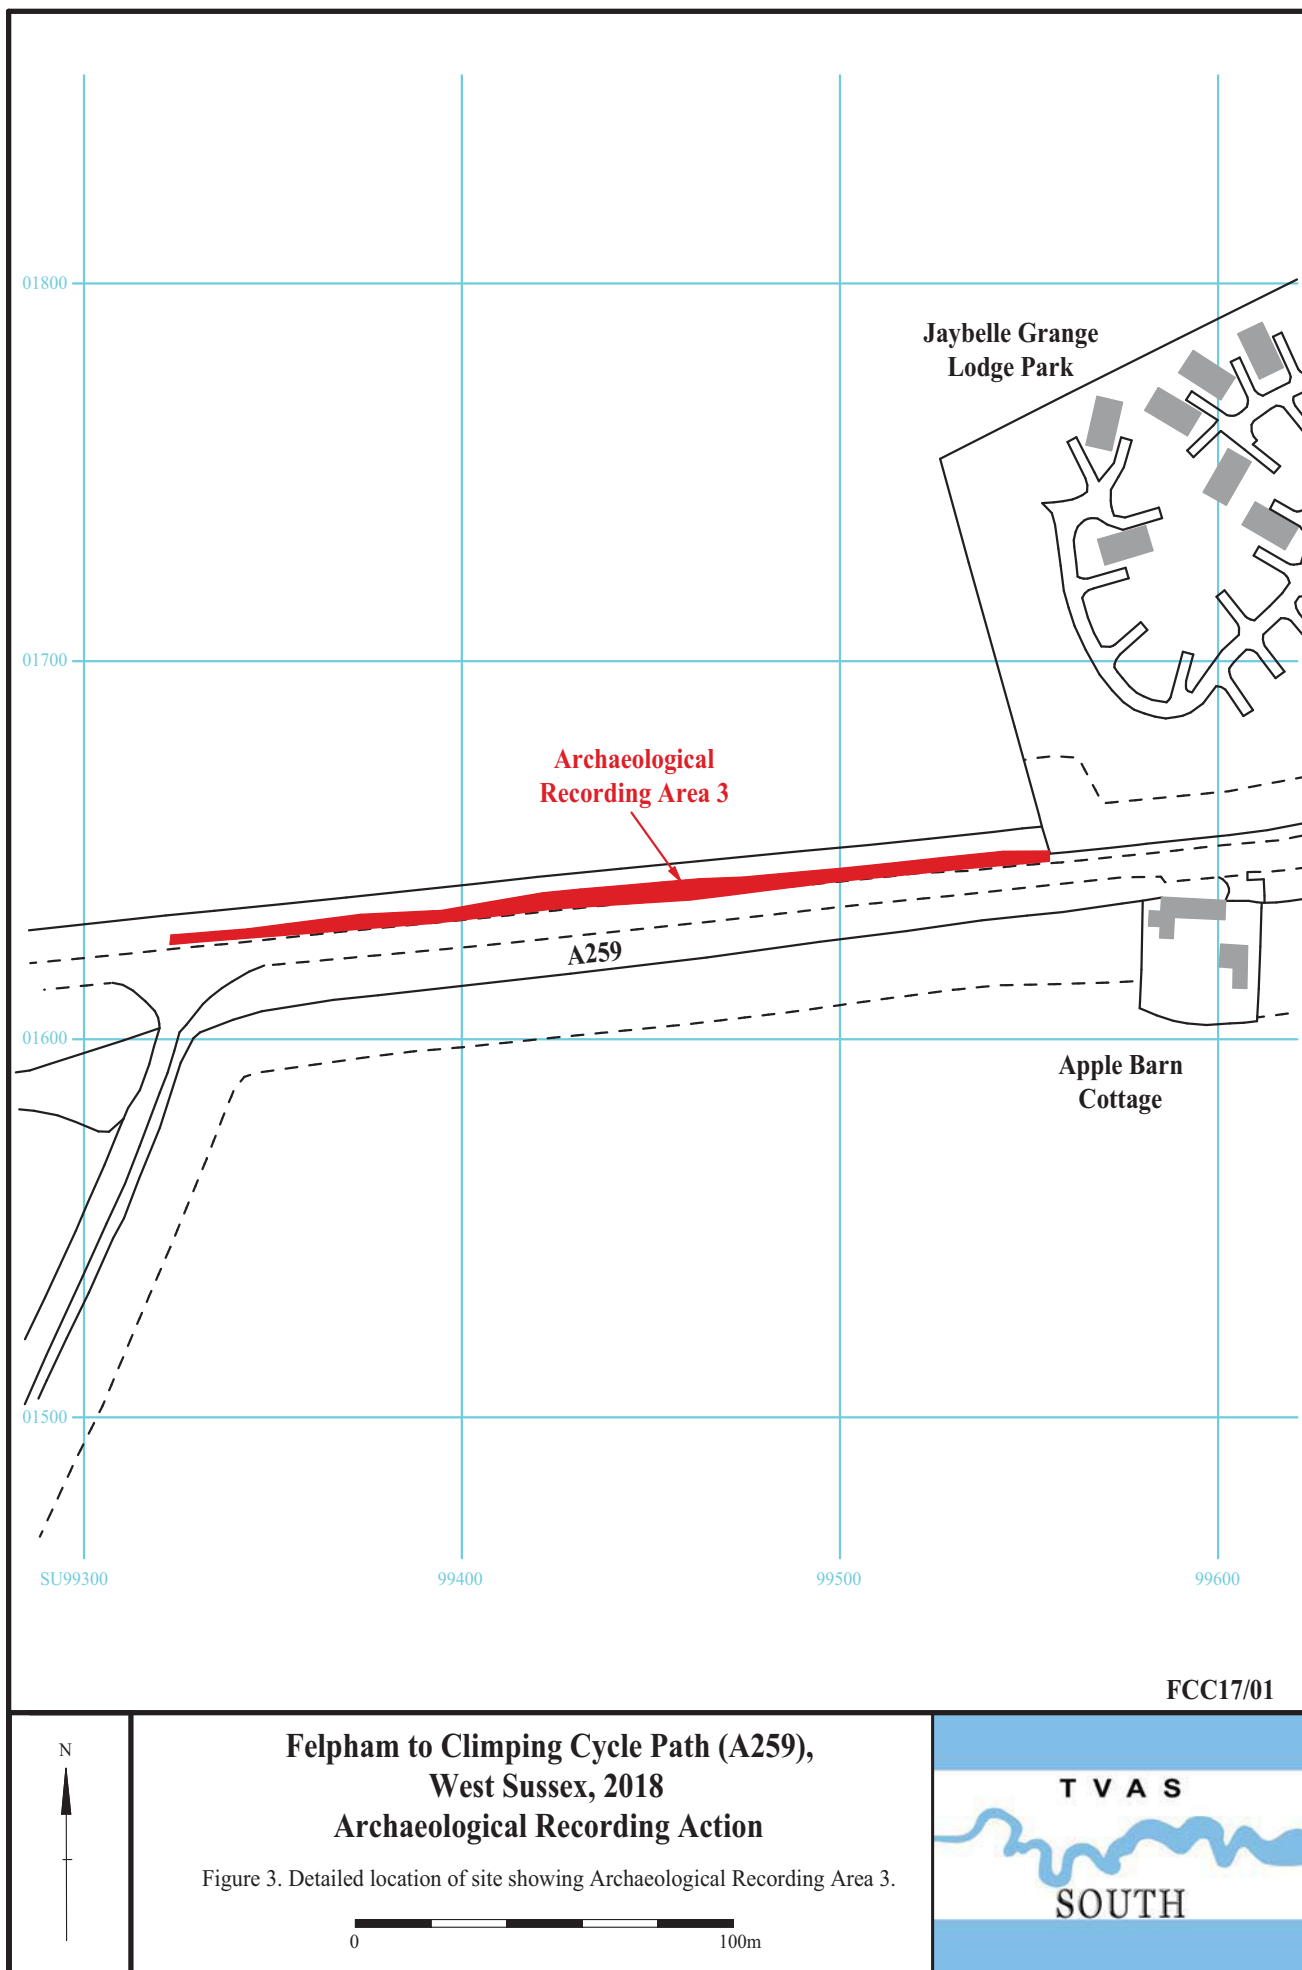 01800
Jaybelle Grange
Lodge Park
01700
Archaeological
Recording Area 3
A259
01600
Apple Barn
Cottage
01500
SU99300
99400
99500
99600
FCC17/01
N
Felpham to Climping Cycle Path (A259),
West Sussex, 2018
Archaeological Recording Action
Figure 3. Detailed location of site showing Archaeological Recording Area 3.
0
100m
TVAS
SOUTH